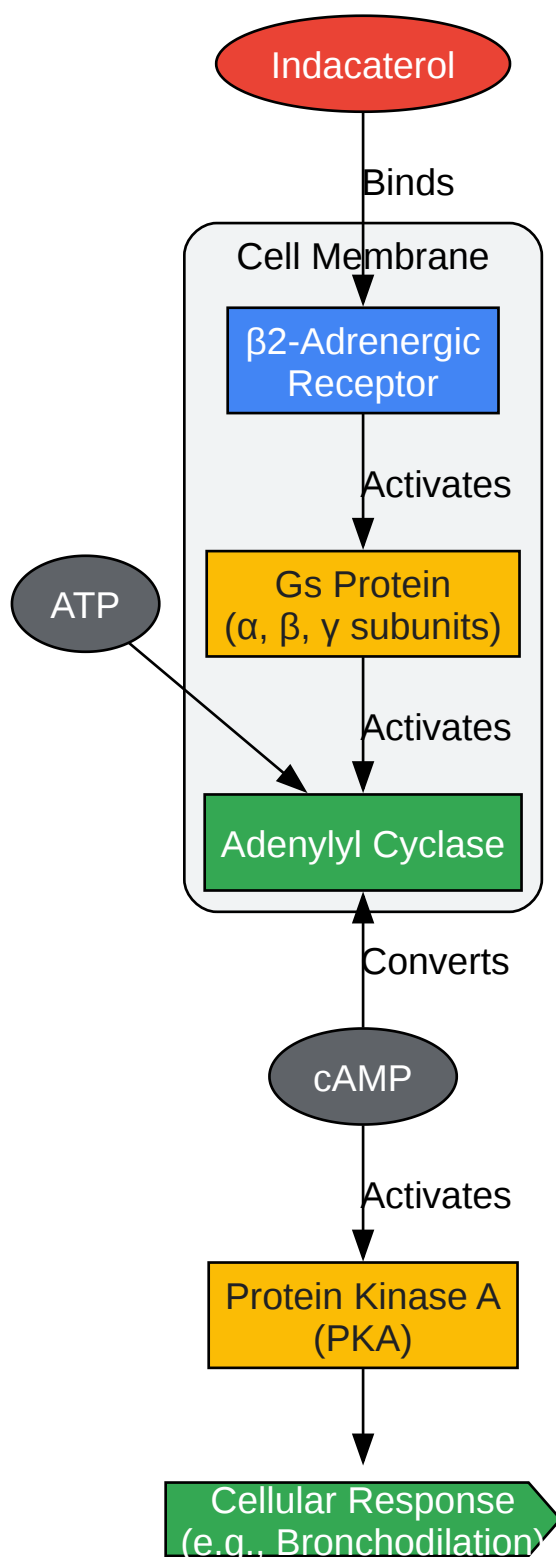 Indacaterol
Binds
Cell Membrane
β2-Adrenergic
Receptor
Activates
Gs Protein
(α, β, γ subunits)
ATP
Activates
Adenylyl Cyclase
Converts
cAMP
Activates
Protein Kinase A
(PKA)
Cellular Response
(e.g., Bronchodilation)